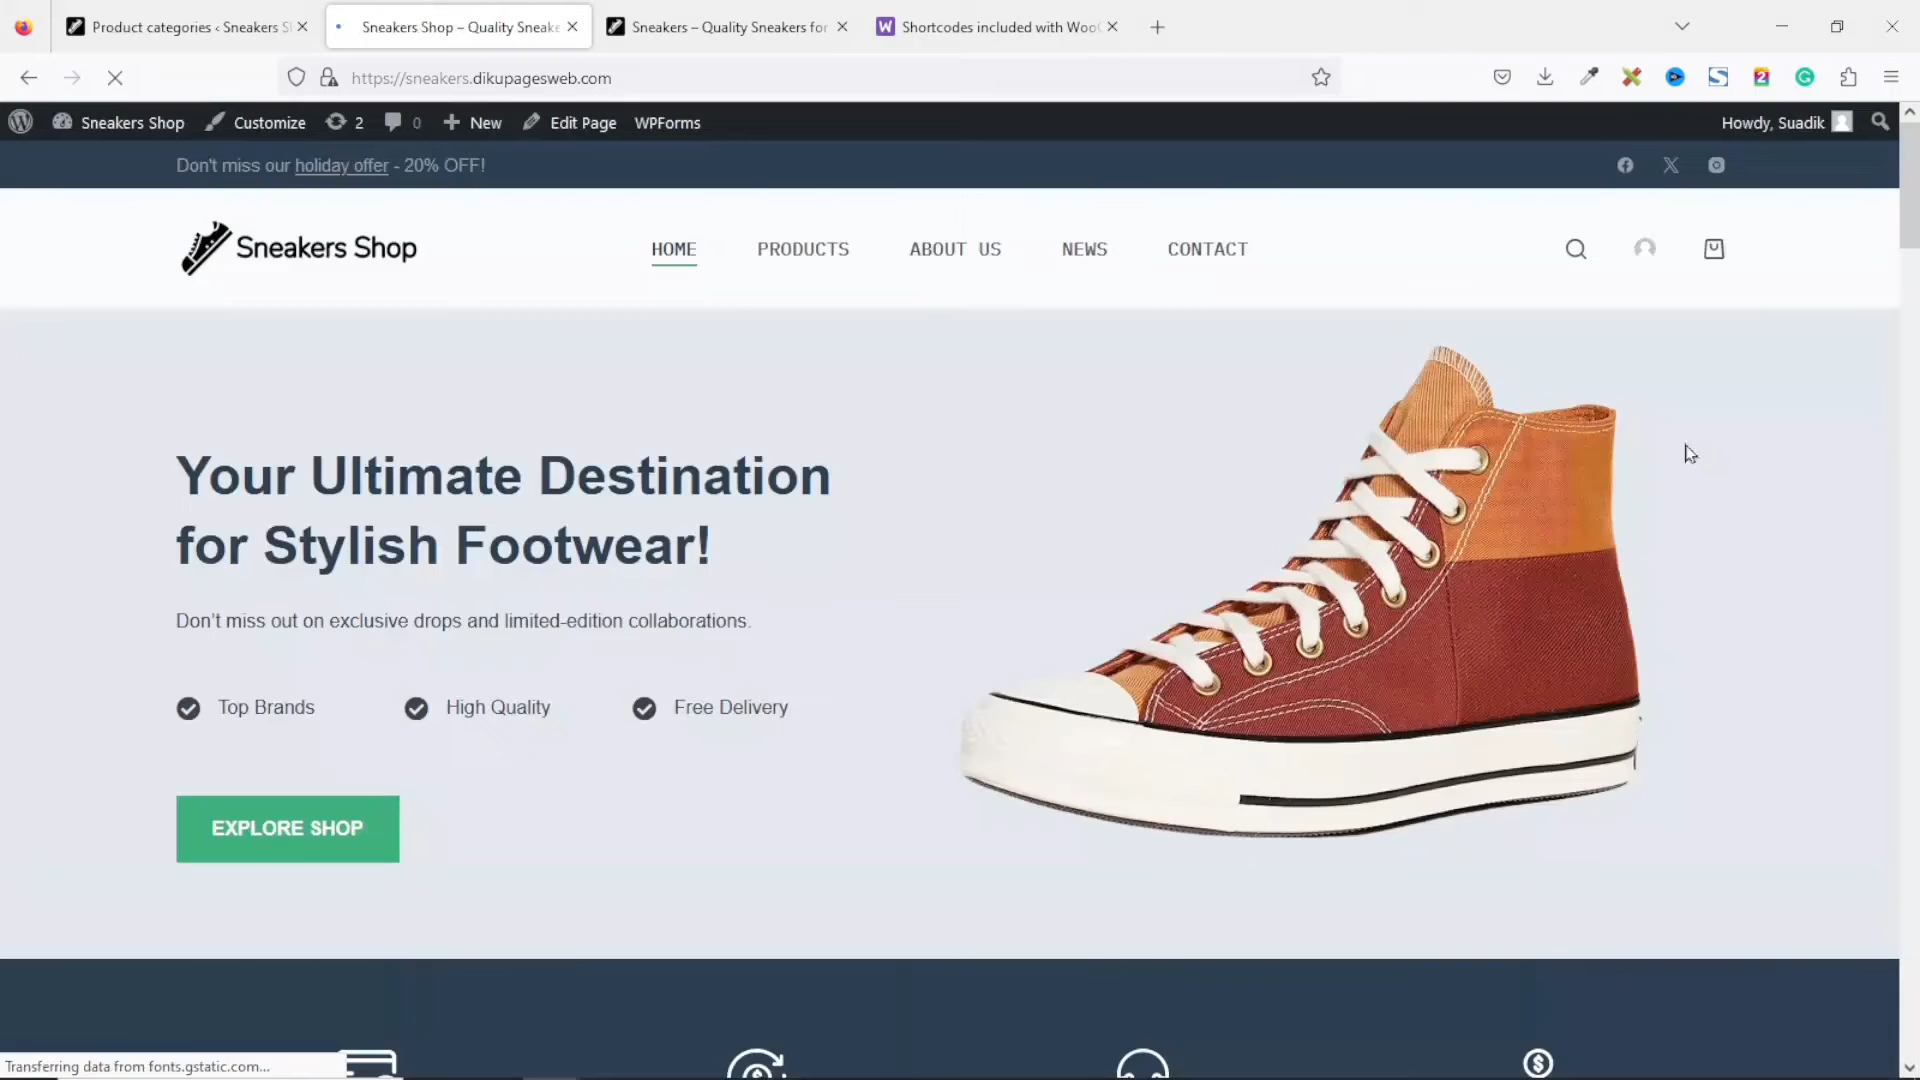 Product categories ‹ Sneakers S
Sneakers Shop – Quality Sneake
Sneakers – Quality Sneakers for
W Shortcodes included with Woo
https://sneakers.dikupagesweb.com
Sneakers Shop
Customize
2
0
New
Edit Page
WPForms
Howdy, Suadik
Don't miss our holiday offer - 20% OFF!
Sneakers Shop
HOME
PRODUCTS
ABOUT US
NEWS
CONTACT
Your Ultimate Destination
for Stylish Footwear!
Don’t miss out on exclusive drops and limited-edition collaborations.
Top Brands
High Quality
Free Delivery
EXPLORE SHOP
Transferring data from fonts.gstatic.com...